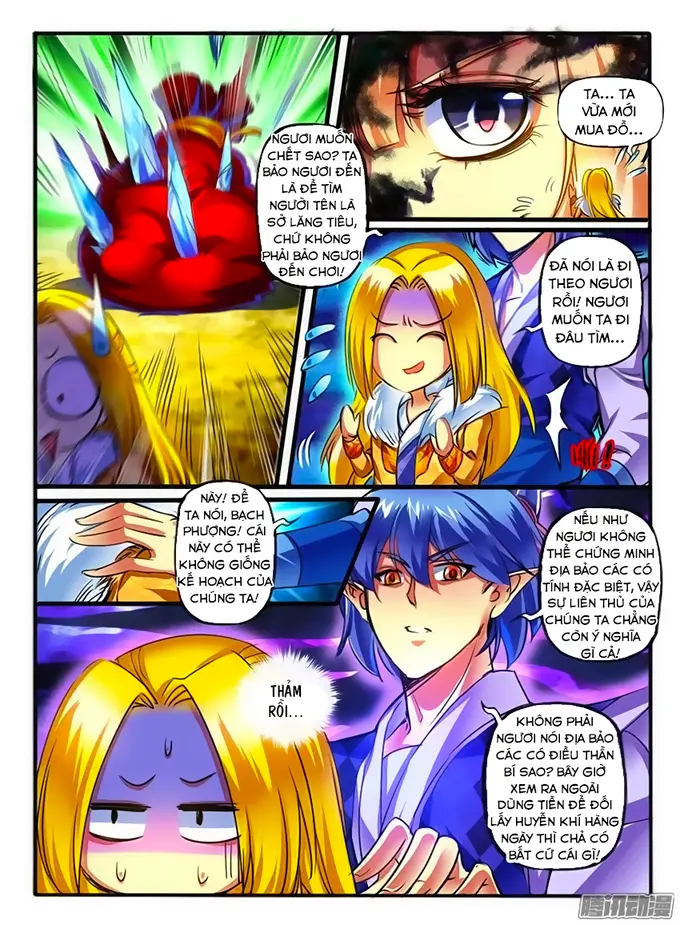 TA... TA
VỪA MỚI
MUA ĐỒ...
NGƯƠI MUỐN
CHẾT SAO? TA
BẢO NGƯƠI ĐẾN
LÀ ĐỂ TÌM
NGƯỜI TÊN LÀ
SỞ LĂNG TIÊU,
CHỨ KHÔNG
PHẢI BẢO NGƯƠI
ĐẾN CHƠI!
ĐÃ NÓI LÀ ĐI
THEO NGƯƠI
RỒI! NGƯƠI
MUỐN TA ĐI
ĐÂU TÌM...
NÀY! ĐỂ
TA NÓI, BẠCH
PHƯỢNG! CÁI
NÀY CÓ THỂ
KHÔNG GIỐNG
KẾ HOẠCH CỦA
CHÚNG TA!
NẾU NHƯ
NGƯƠI KHÔNG
THỂ CHỨNG MINH
ĐỊA BẢO CÁC CÓ
TÍNH ĐẶC BIỆT, VẬY
SỰ LIÊN THỦ CỦA
CHÚNG TA CHẲNG
CÒN Ý NGHĨA
GÌ CẢ!
THẢM
RỒI...
KHÔNG PHẢI
NGƯƠI NÓI ĐỊA BẢO
CÁC CÓ ĐIỀU THẦN
BÍ SAO? BÂY GIỜ
XEM RA NGOÀI
DÙNG TIỀN ĐỂ ĐỔI
LẤY HUYỄN KHÍ HÀNG
NGÀY THÌ CHẢ CÓ
BẤT CỨ CÁI GÌ!
腾讯动漫